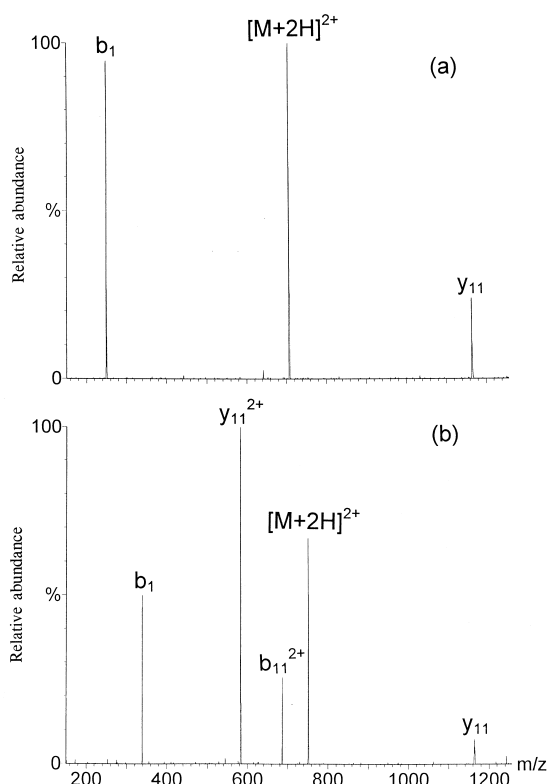 [M+2H]²⁺
100
b₁
(a)
Relative abundance
%
y₁₁
0
y₁₁²⁺
100
(b)
[M+2H]²⁺
b₁
Relative abundance
%
b₁₁²⁺
y₁₁
0
200 400 600 800 1000 1200 m/z